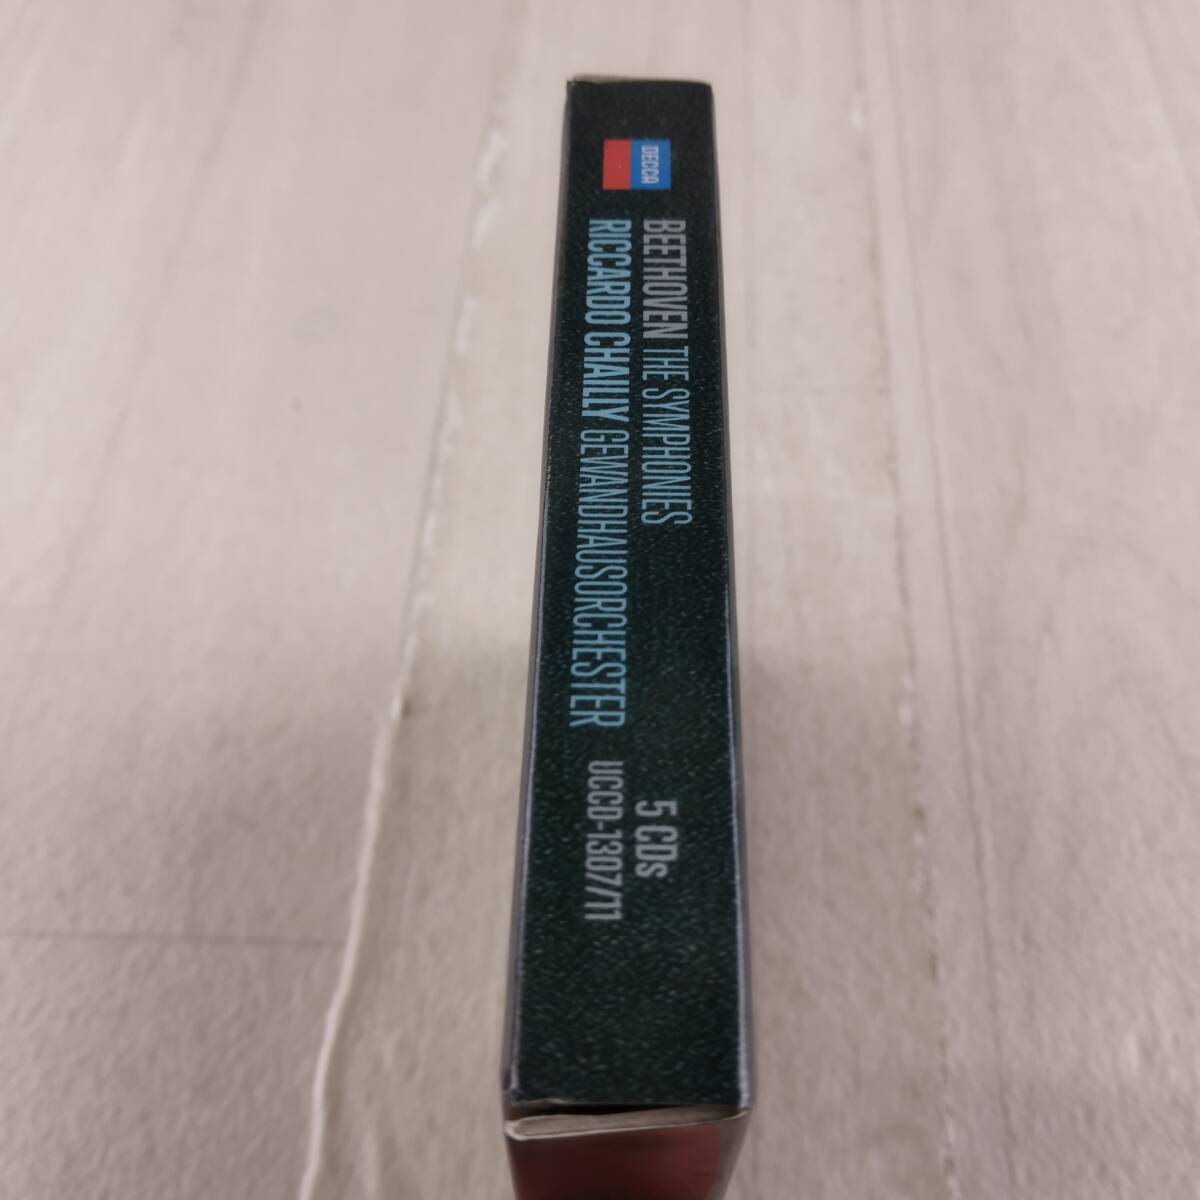 DECCA
BEETHOVEN THE SYMPHONIES
RICCARDO CHAILLY GEWANDHAUSORCHESTER
5 CDs
UCCD-1307/11